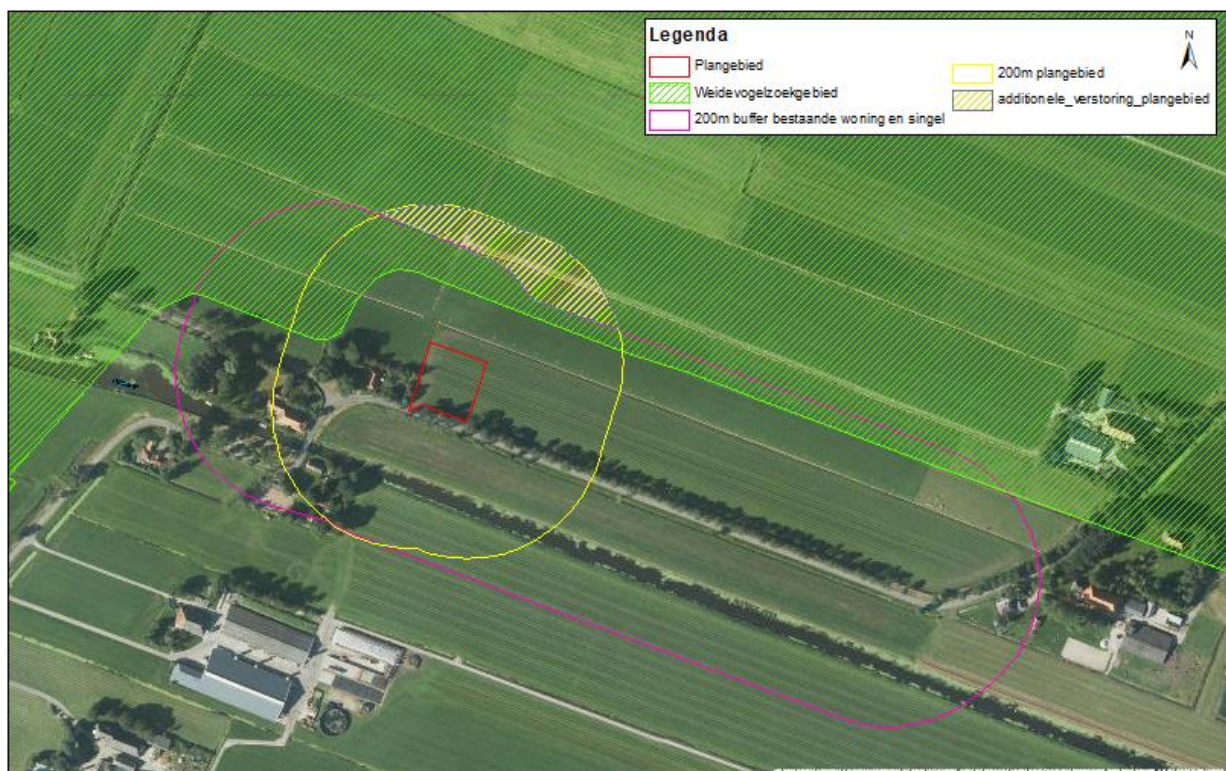 Legenda
N
Plangebied
Weidevogelzoekgebied
200m buffer bestaande woning en singel
200m plangebied
additionele_verstoring_plangebied